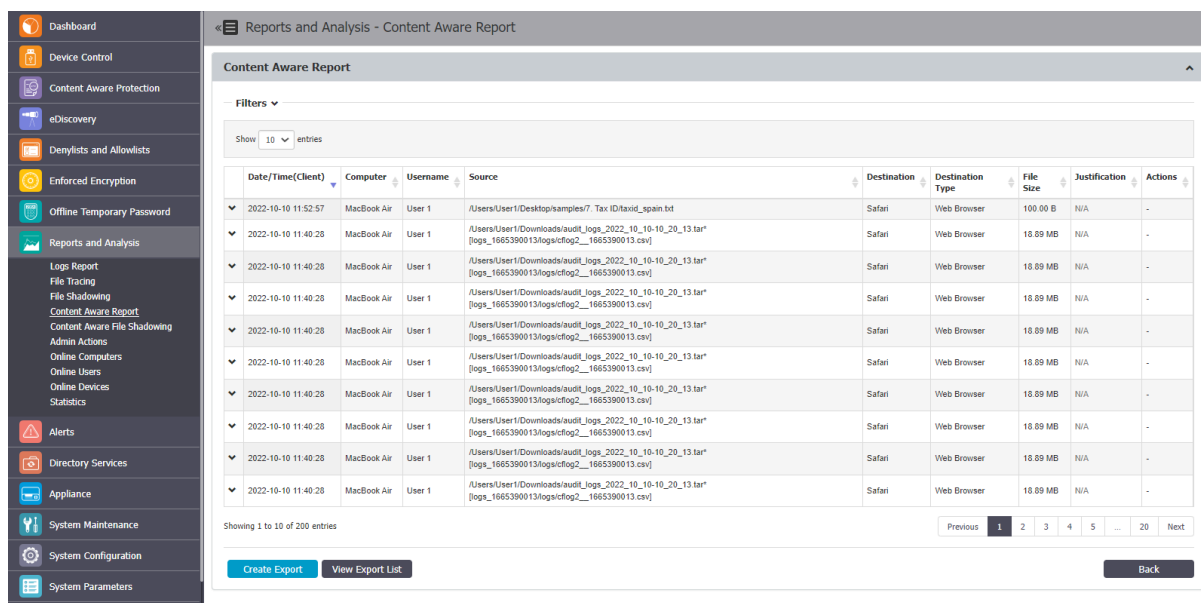 Dashboard
Device Control
Content Aware Protection
eDiscovery
Denylists and Allowlists
Enforced Encryption
Offline Temporary Password
Reports and Analysis
Logs Report
File Tracing
File Shadowing
Content Aware Report
Content Aware File Shadowing
Admin Actions
Online Computers
Online Users
Online Devices
Statistics
Alerts
Directory Services
Appliance
System Maintenance
System Configuration
System Parameters
« Reports and Analysis - Content Aware Report
Content Aware Report
Filters
Show 10 entries
Date/Time(Client) Computer Username Source Destination Destination Type File Size Justification Actions
2022-10-10 11:52:57 MacBook Air User 1 /Users/User1/Desktop/samples/7. Tax ID/taxid_spain.txt Safari Web Browser 100.00 B N/A -
2022-10-10 11:40:28 MacBook Air User 1 /Users/User1/Downloads/audit_logs_2022_10_10-10_20_13.tar* Safari Web Browser 18.89 MB N/A -
[logs_1665390013/logs/cflog2__1665390013.csv]
2022-10-10 11:40:28 MacBook Air User 1 /Users/User1/Downloads/audit_logs_2022_10_10-10_20_13.tar* Safari Web Browser 18.89 MB N/A -
[logs_1665390013/logs/cflog2__1665390013.csv]
2022-10-10 11:40:28 MacBook Air User 1 /Users/User1/Downloads/audit_logs_2022_10_10-10_20_13.tar* Safari Web Browser 18.89 MB N/A -
[logs_1665390013/logs/cflog2__1665390013.csv]
2022-10-10 11:40:28 MacBook Air User 1 /Users/User1/Downloads/audit_logs_2022_10_10-10_20_13.tar* Safari Web Browser 18.89 MB N/A -
[logs_1665390013/logs/cflog2__1665390013.csv]
2022-10-10 11:40:28 MacBook Air User 1 /Users/User1/Downloads/audit_logs_2022_10_10-10_20_13.tar* Safari Web Browser 18.89 MB N/A -
[logs_1665390013/logs/cflog2__1665390013.csv]
2022-10-10 11:40:28 MacBook Air User 1 /Users/User1/Downloads/audit_logs_2022_10_10-10_20_13.tar* Safari Web Browser 18.89 MB N/A -
[logs_1665390013/logs/cflog2__1665390013.csv]
2022-10-10 11:40:28 MacBook Air User 1 /Users/User1/Downloads/audit_logs_2022_10_10-10_20_13.tar* Safari Web Browser 18.89 MB N/A -
[logs_1665390013/logs/cflog2__1665390013.csv]
2022-10-10 11:40:28 MacBook Air User 1 /Users/User1/Downloads/audit_logs_2022_10_10-10_20_13.tar* Safari Web Browser 18.89 MB N/A -
[logs_1665390013/logs/cflog2__1665390013.csv]
2022-10-10 11:40:28 MacBook Air User 1 /Users/User1/Downloads/audit_logs_2022_10_10-10_20_13.tar* Safari Web Browser 18.89 MB N/A -
[logs_1665390013/logs/cflog2__1665390013.csv]
Showing 1 to 10 of 200 entries
Previous 1 2 3 4 5 ... 20 Next
Create Export View Export List Back